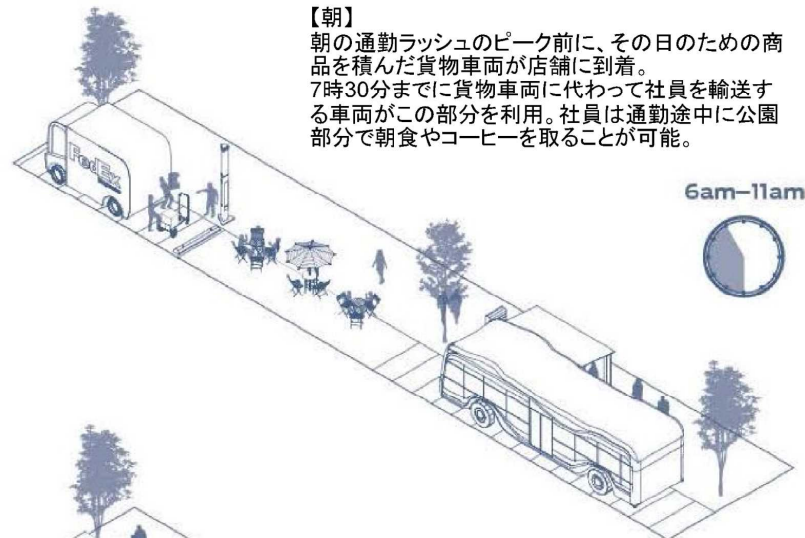 【朝】
朝の通勤ラッシュのピーク前に、その日のための商
品を積んだ貨物車両が店舗に到着。
7時30分までに貨物車両に代わって社員を輸送す
る車両がこの部分を利用。社員は通勤途中に公園
部分で朝食やコーヒーを取ることが可能。
6am–11am
FedEx